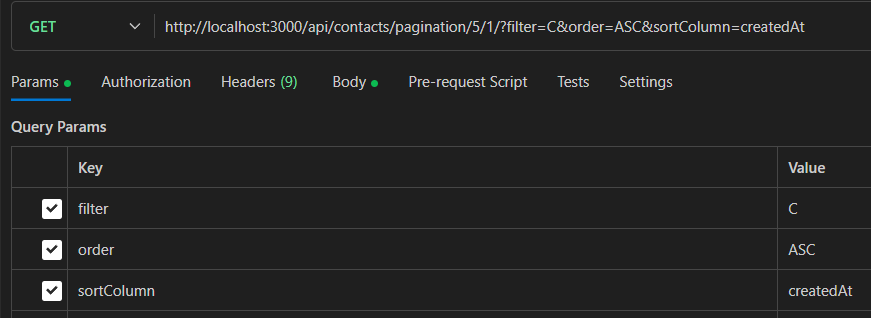 GET http://localhost:3000/api/contacts/pagination/5/1/?filter=C&order=ASC&sortColumn=createdAt
Params Authorization Headers (9) Body Pre-request Script Tests Settings
Query Params
Key Value
filter C
order ASC
sortColumn createdAt